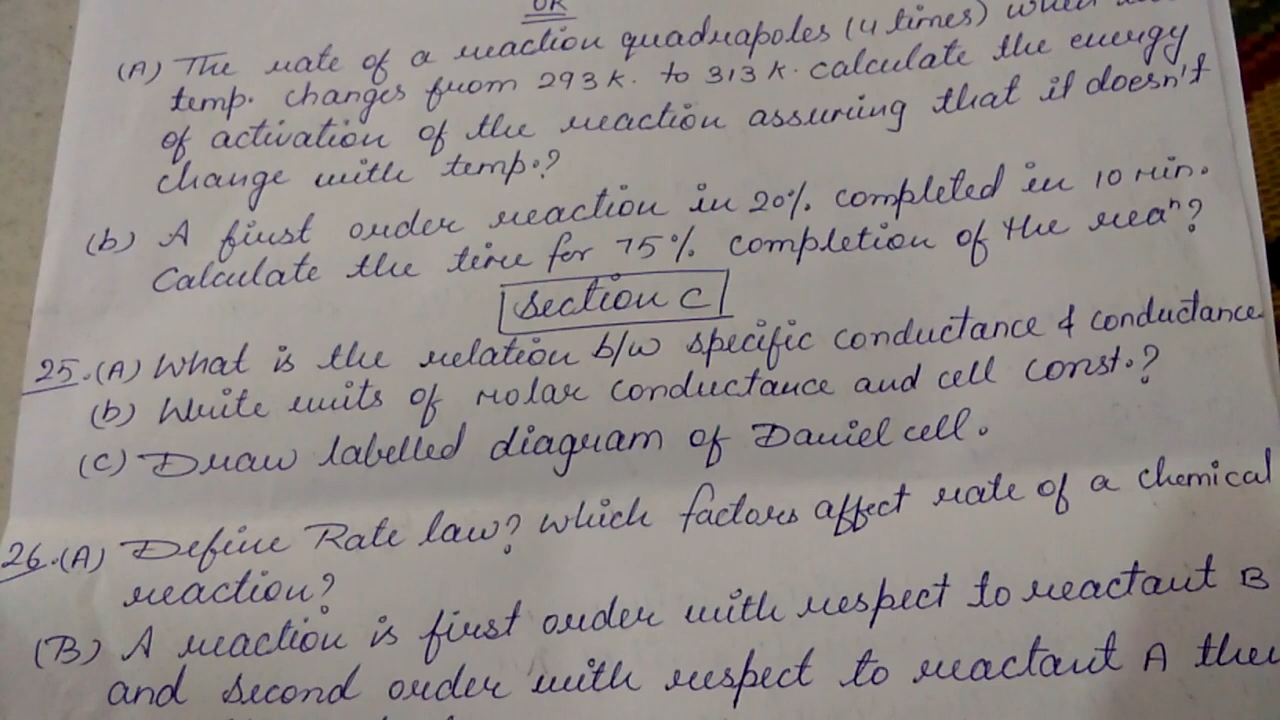 OR
(A) The rate of a reaction quadrapoles (4 times) when
temp. changes from 293 K. to 313 K. calculate the energy
of activation of the reaction assuming that it doesn't
change with temp.?
(b) A first order reaction in 20% completed in 10 Min.
Calculate the time for 75% completion of the reaⁿ?
Section C
25.(A) What is the relation b/w specific conductance & conductance
(b) Write units of Molar conductance and cell const.?
(C) Draw labelled diagram of Daniel cell.
26.(A) Define Rate law? which factors affect rate of a chemical
reaction?
(B) A reaction is first order with respect to reactant B
and second order with respect to reactant A then